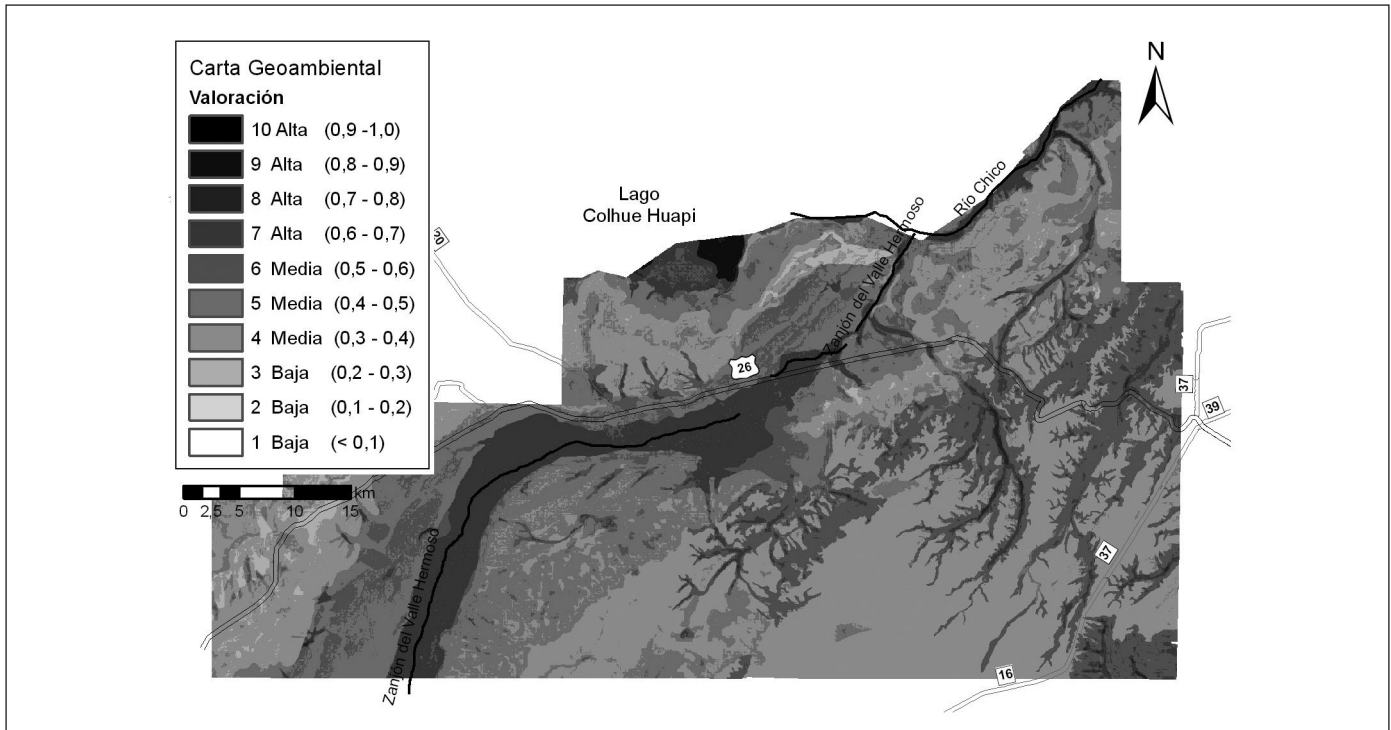 Carta Geoambiental
Valoración
10 Alta (0,9 -1,0)
9 Alta (0,8 - 0,9)
8 Alta (0,7 - 0,8)
7 Alta (0,6 - 0,7)
6 Media (0,5 - 0,6)
5 Media (0,4 - 0,5)
4 Media (0,3 - 0,4)
3 Baja (0,2 - 0,3)
2 Baja (0,1 - 0,2)
1 Baja (< 0,1)
km
0 2,5 5 10 15
N
Lago
Colhue Huapi
Río Chico
Zanjón del Valle Hermoso
20
26
37
39
Zanjón del Valle Hermoso
37
16